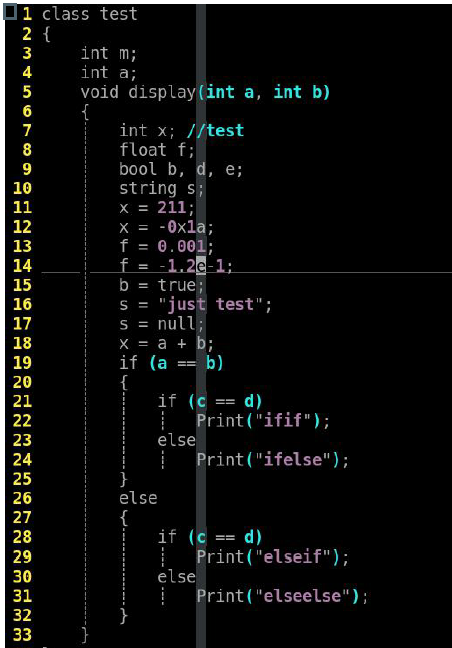 1 class test
2 {
3     int m;
4     int a;
5     void display(int a, int b)
6     {
7         int x; //test
8         float f;
9         bool b, d, e;
10         string s;
11         x = 211;
12         x = -0x1a;
13         f = 0.001;
14         f = -1.2e-1;
15         b = true;
16         s = "just test";
17         s = null;
18         x = a + b;
19         if (a == b)
20         {
21             if (c == d)
22                 Print("ifif");
23             else
24                 Print("ifelse");
25         }
26         else
27         {
28             if (c == d)
29                 Print("elseif");
30             else
31                 Print("elseelse");
32         }
33     }